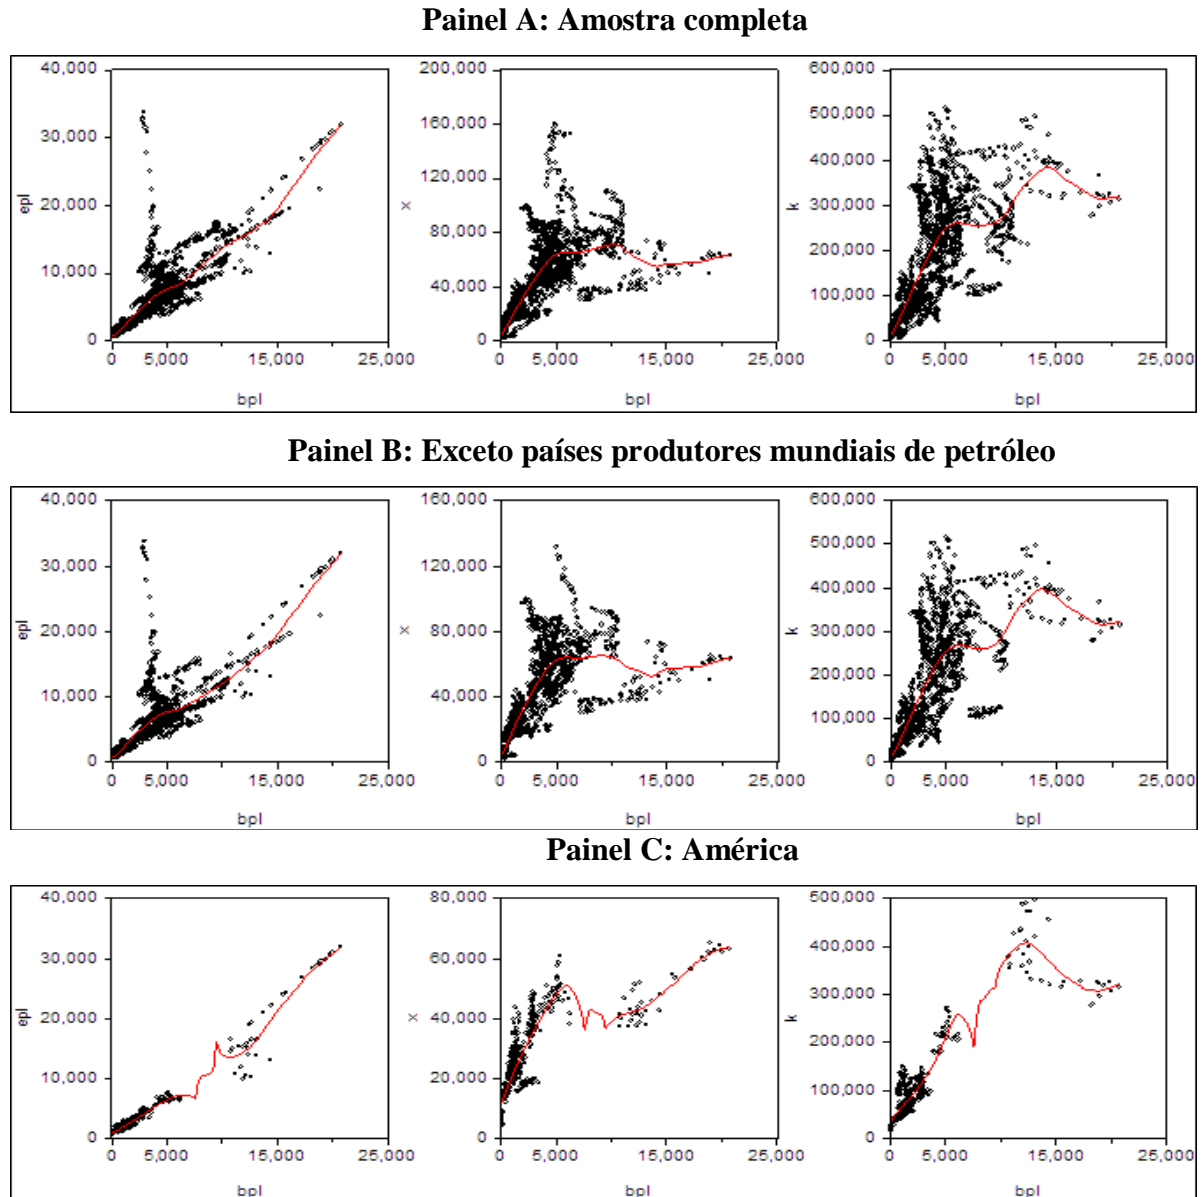 Painel A: Amostra completa
40,000
30,000
20,000
10,000
0
epl
0 5,000 15,000 25,000
bpl
200,000
160,000
120,000
80,000
40,000
0
x
0 5,000 15,000 25,000
bpl
600,000
500,000
400,000
300,000
200,000
100,000
0
k
0 5,000 15,000 25,000
bpl
Painel B: Exceto países produtores mundiais de petróleo
40,000
30,000
20,000
10,000
0
epl
0 5,000 15,000 25,000
bpl
160,000
120,000
80,000
40,000
0
x
0 5,000 15,000 25,000
bpl
600,000
500,000
400,000
300,000
200,000
100,000
0
k
0 5,000 15,000 25,000
bpl
Painel C: América
40,000
30,000
20,000
10,000
0
epl
0 5,000 15,000 25,000
bpl
80,000
60,000
40,000
20,000
0
x
0 5,000 15,000 25,000
bpl
500,000
400,000
300,000
200,000
100,000
0
k
0 5,000 15,000 25,000
bpl